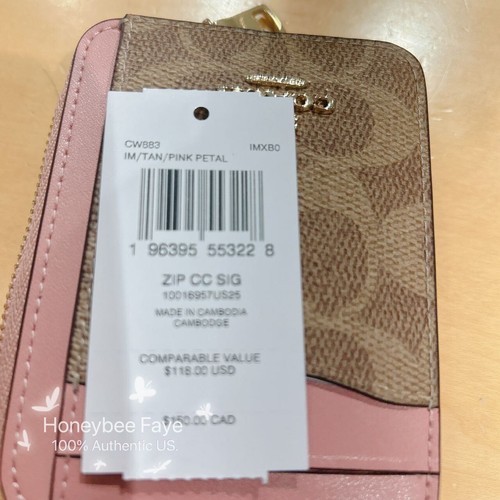 COACH
CW883 IMXB0
IM/TAN/PINK PETAL
1 96395 55322 8
ZIP CC SIG
10016957US25
MADE IN CAMBODIA
CAMBODGE
COMPARABLE VALUE
$118.00 USD
$150.00 CAD
Honeybee Faye
100% Authentic US.